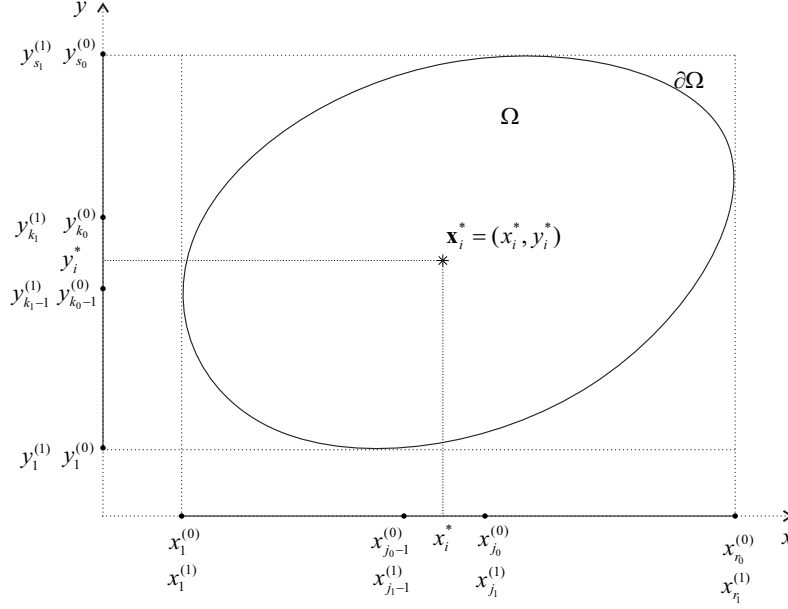 y
y_{s_1}^{(1)} y_{s_0}^{(0)}
∂Ω
Ω
y_{k_1}^{(1)} y_{k_0}^{(0)}
𝐱_i^* = (x_i^*, y_i^*)
y_i^*
y_{k_1-1}^{(1)} y_{k_0-1}^{(0)}
y_1^{(1)} y_1^{(0)}
x
x_1^{(0)} x_{j_0-1}^{(0)} x_i^* x_{j_0}^{(0)} x_{r_0}^{(0)}
x_1^{(1)} x_{j_1-1}^{(1)} x_{j_1}^{(1)} x_{r_1}^{(1)}